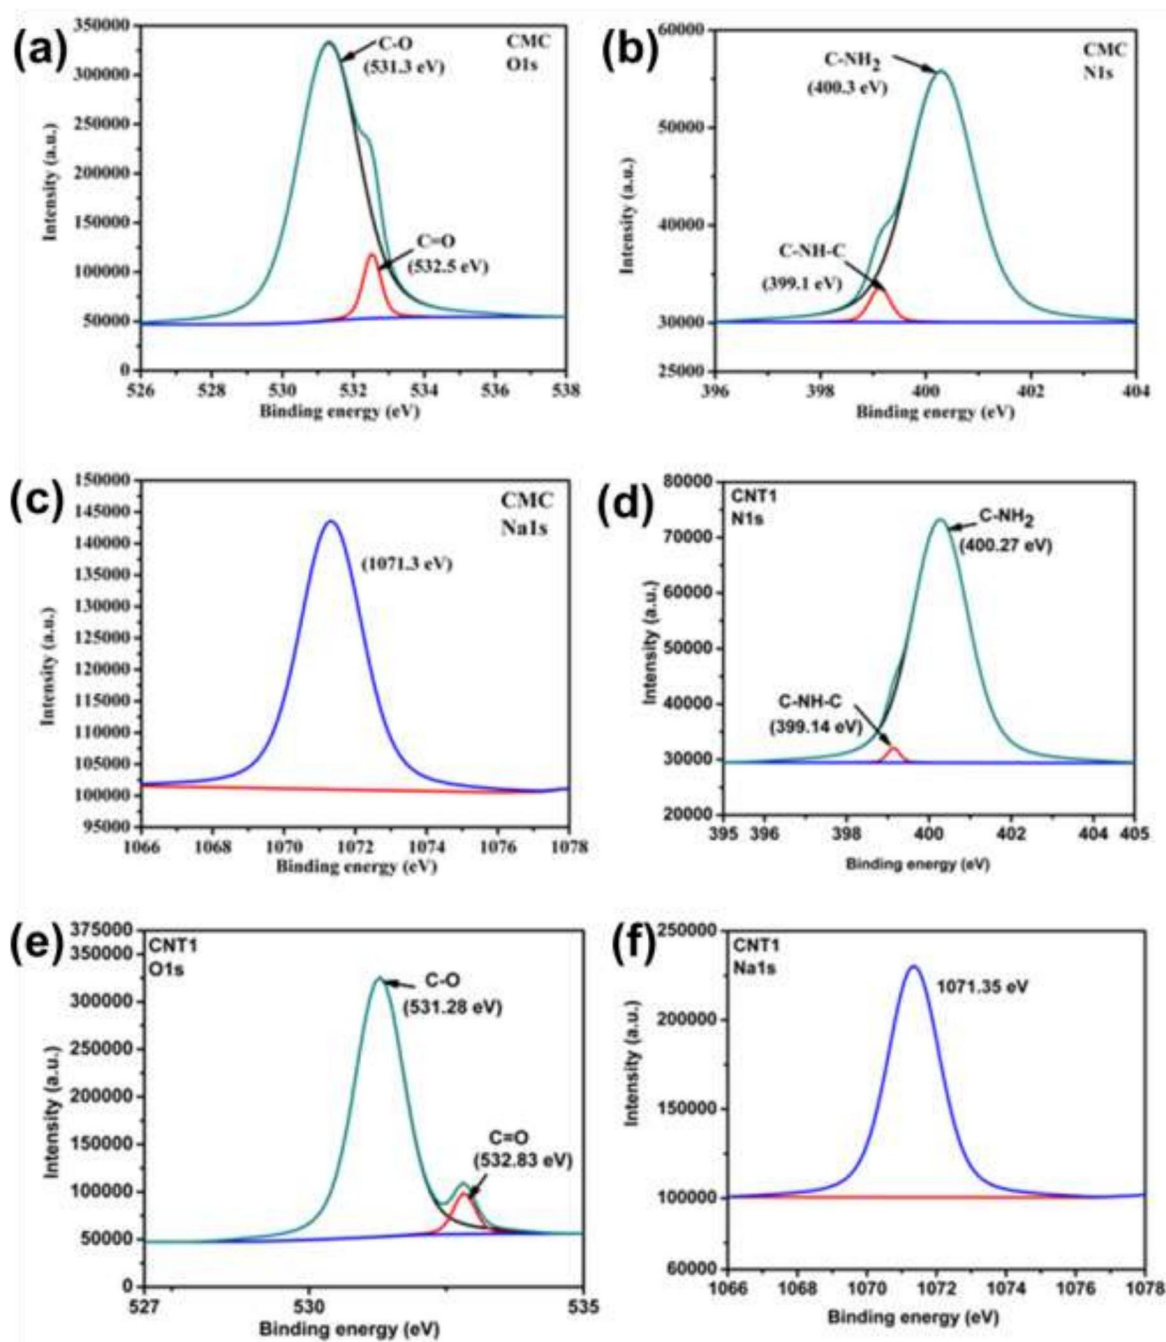 (a)
350000
300000
250000
200000
150000
100000
50000
0
Intensity (a.u.)
C-O
(531.3 eV)
CMC
O1s
C=O
(532.5 eV)
526 528 530 532 534 536 538
Binding energy (eV)
(b)
60000
50000
40000
30000
25000
Intensity (a.u.)
C-NH₂
(400.3 eV)
CMC
N1s
C-NH-C
(399.1 eV)
396 398 400 402 404
Binding energy (eV)
(c)
150000
145000
140000
135000
130000
125000
120000
115000
110000
105000
100000
95000
Intensity (a.u.)
CMC
Na1s
(1071.3 eV)
1066 1068 1070 1072 1074 1076 1078
Binding energy (eV)
(d)
80000
70000
60000
50000
40000
30000
20000
Intensity (a.u.)
CNT1
N1s
C-NH₂
(400.27 eV)
C-NH-C
(399.14 eV)
395 396 398 400 402 404 405
Binding energy (eV)
(e)
375000
350000
300000
250000
200000
150000
100000
50000
0
Intensity (a.u.)
CNT1
O1s
C-O
(531.28 eV)
C=O
(532.83 eV)
527 530 535
Binding energy (eV)
(f)
250000
200000
150000
100000
60000
Intensity (a.u.)
CNT1
Na1s
1071.35 eV
1066 1068 1070 1072 1074 1076 1078
Binding energy (eV)